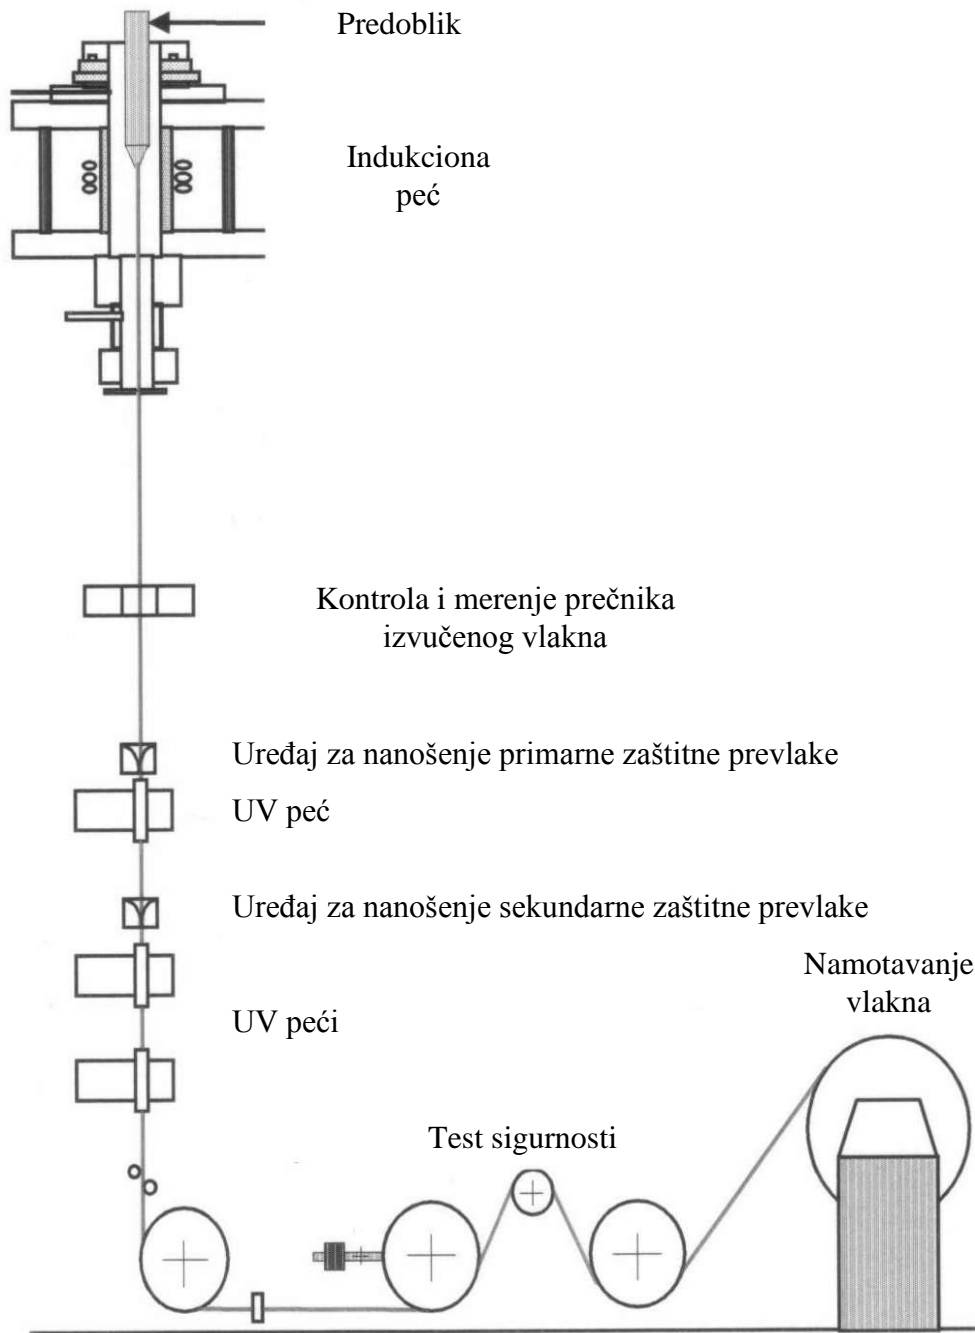 Predoblik
Indukciona
peć
Kontrola i merenje prečnika
izvučenog vlakna
Uređaj za nanošenje primarne zaštitne prevlake
UV peć
Uređaj za nanošenje sekundarne zaštitne prevlake
Namotavanje
vlakna
UV peći
Test sigurnosti